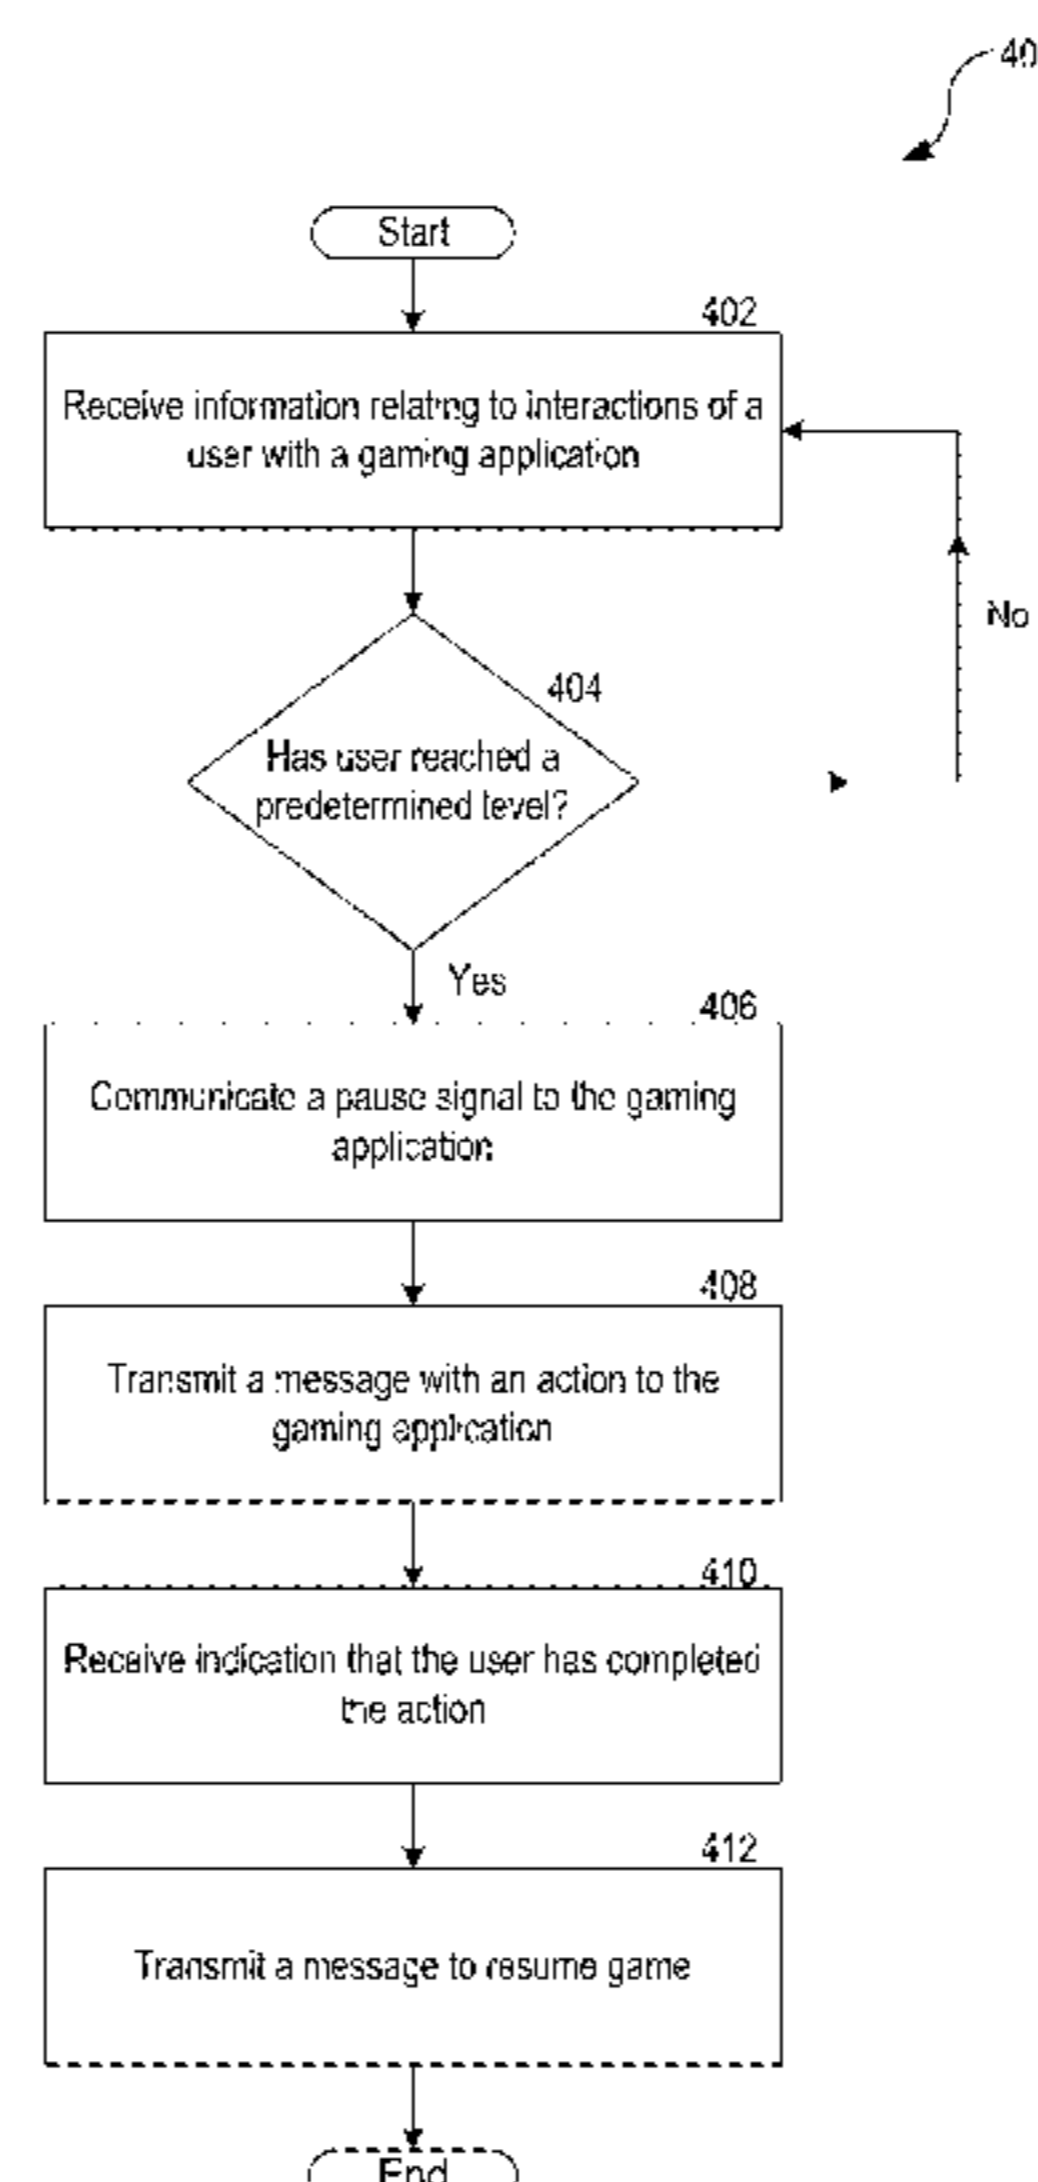 40
Start
402
Receive information relating to interactions of a
user with a gaming application
No
404
Has user reached a
predetermined level?
Yes
406
Communicate a pause signal to the gaming
application
408
Transmit a message with an action to the
gaming application
410
Receive indication that the user has completed
the action
412
Transmit a message to resume game
End